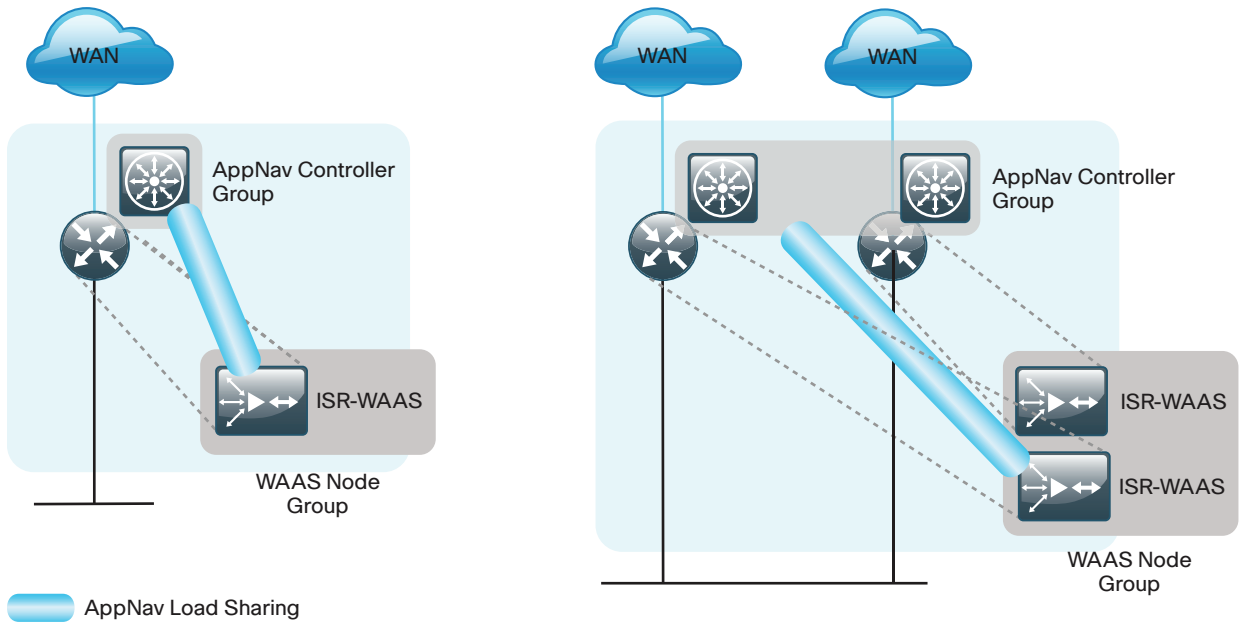 WAN
AppNav Controller
Group
ISR-WAAS
WAAS Node
Group
WAN
WAN
AppNav Controller
Group
ISR-WAAS
ISR-WAAS
WAAS Node
Group
AppNav Load Sharing